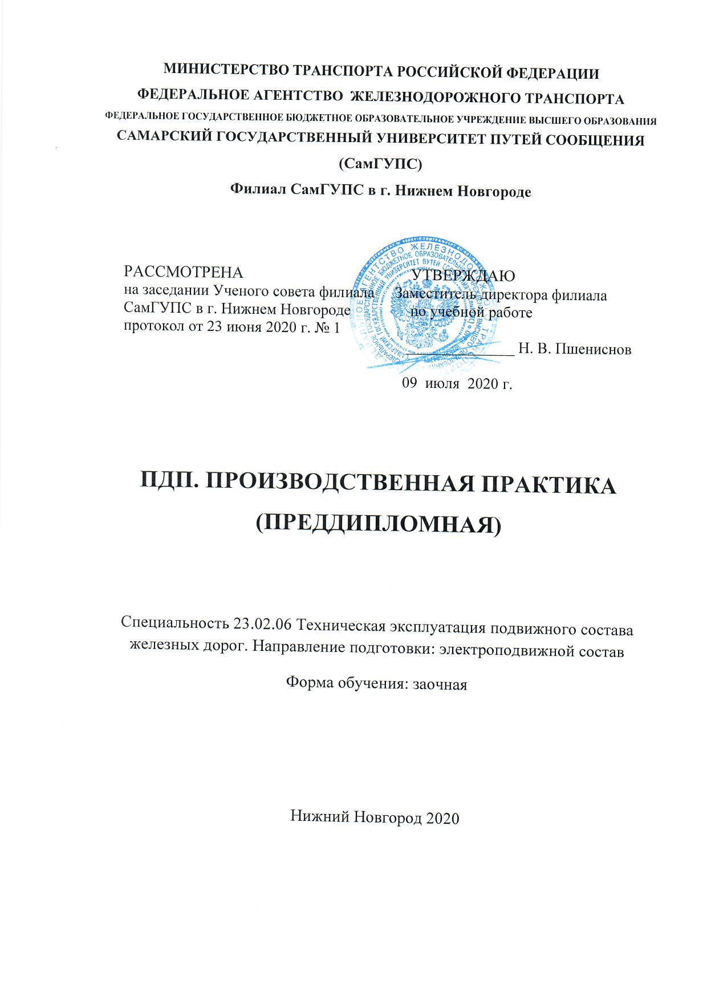 МИНИСТЕРСТВО ТРАНСПОРТА РОССИЙСКОЙ ФЕДЕРАЦИИ
ФЕДЕРАЛЬНОЕ АГЕНТСТВО ЖЕЛЕЗНОДОРОЖНОГО ТРАНСПОРТА
ФЕДЕРАЛЬНОЕ ГОСУДАРСТВЕННОЕ БЮДЖЕТНОЕ ОБРАЗОВАТЕЛЬНОЕ УЧРЕЖДЕНИЕ ВЫСШЕГО ОБРАЗОВАНИЯ
САМАРСКИЙ ГОСУДАРСТВЕННЫЙ УНИВЕРСИТЕТ ПУТЕЙ СООБЩЕНИЯ
(СамГУПС)
Филиал СамГУПС в г. Нижнем Новгороде
РАССМОТРЕНА
на заседании Ученого совета филиала
СамГУПС в г. Нижнем Новгороде
протокол от 23 июня 2020 г. № 1
УТВЕРЖДАЮ
Заместитель директора филиала
по учебной работе
Н. В. Пшениснов
09 июля 2020 г.
ПДП. ПРОИЗВОДСТВЕННАЯ ПРАКТИКА
(ПРЕДДИПЛОМНАЯ)
Специальность 23.02.06 Техническая эксплуатация подвижного состава
железных дорог. Направление подготовки: электроподвижной состав
Форма обучения: заочная
Нижний Новгород 2020